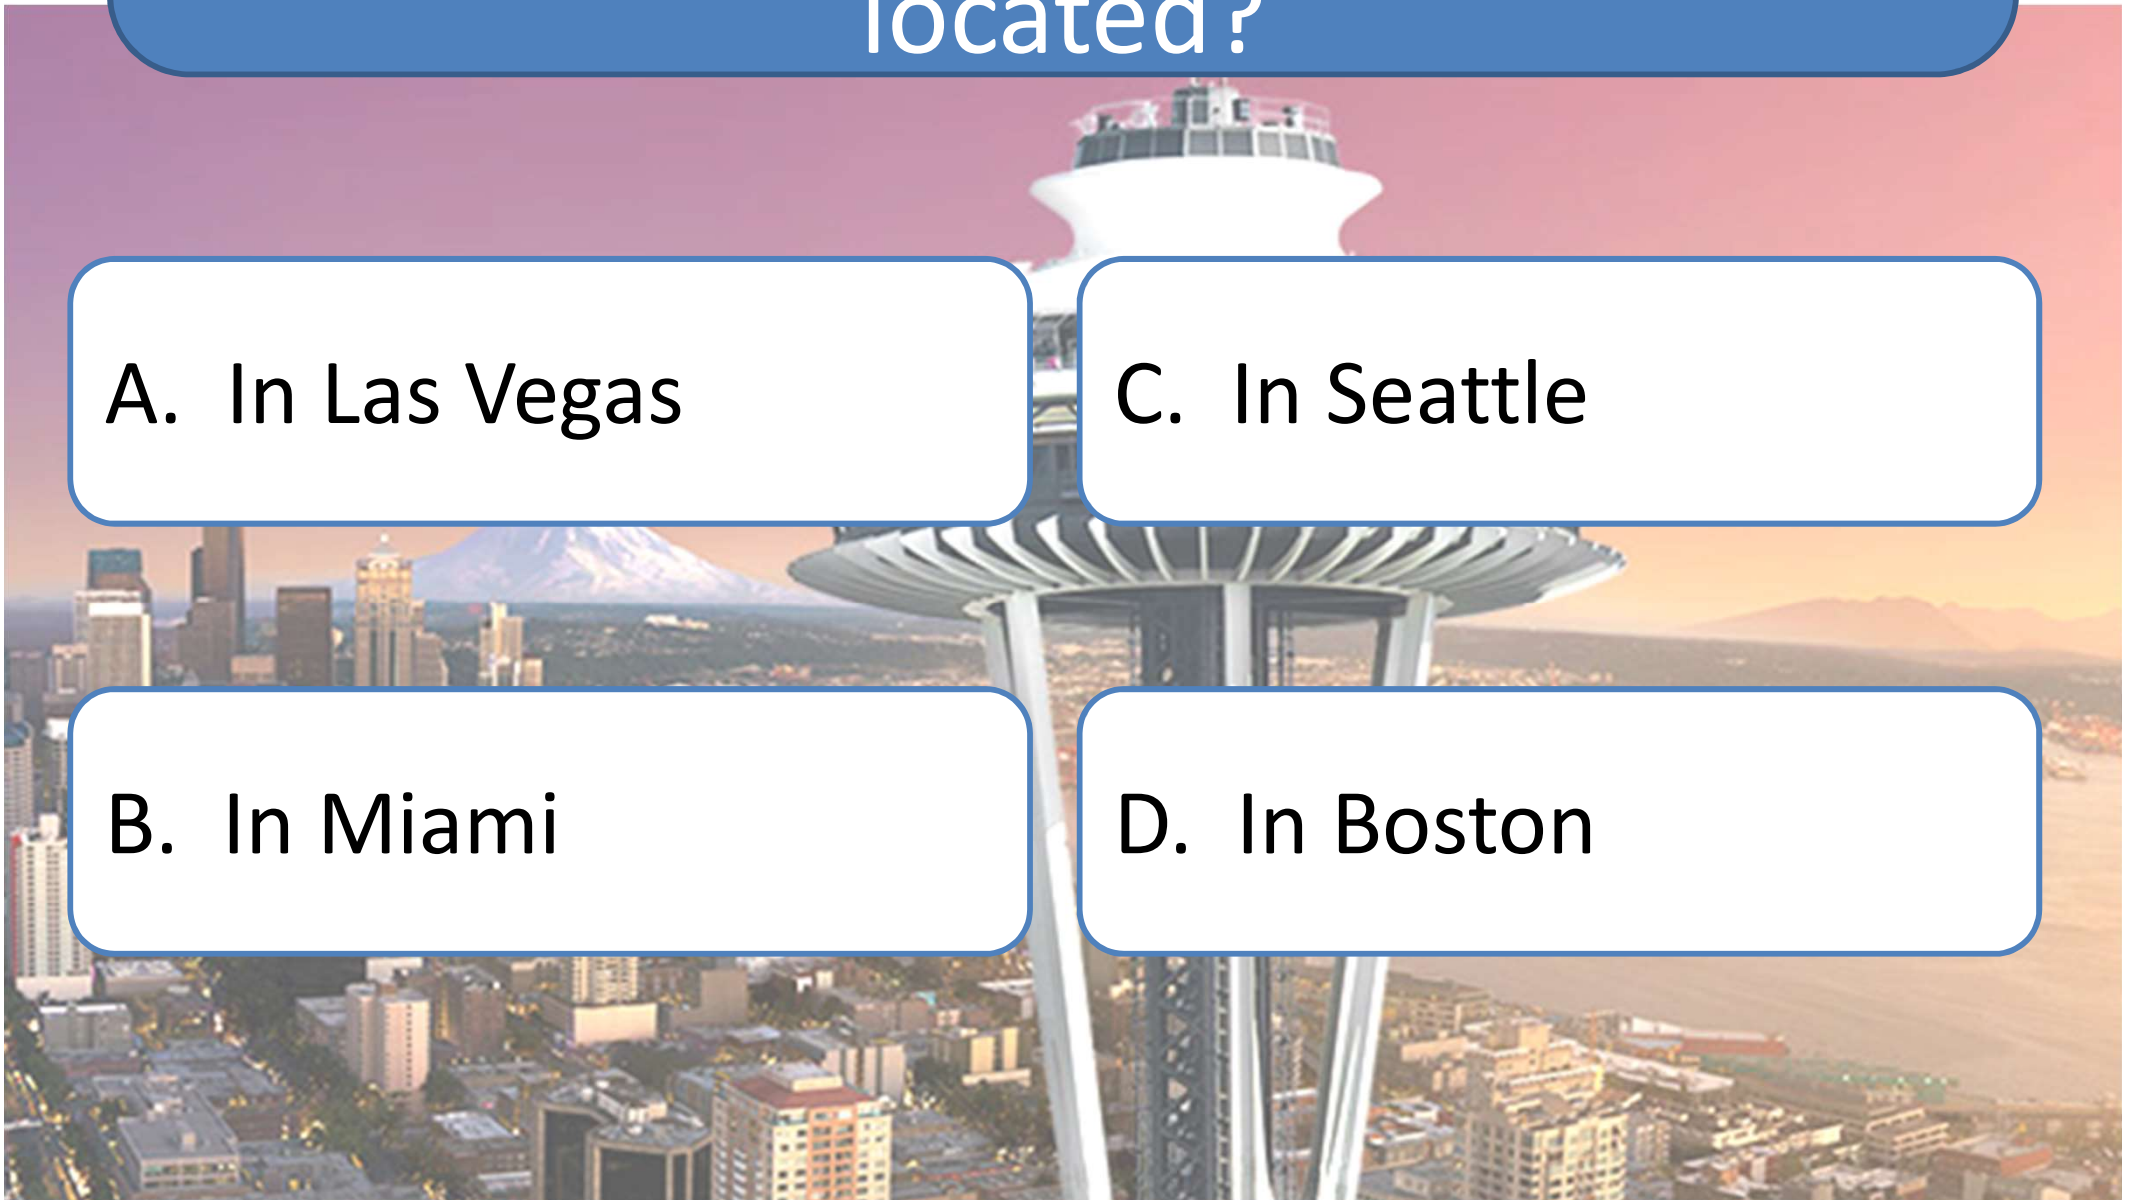 located?
A. In Las Vegas
C. In Seattle
B. In Miami
D. In Boston